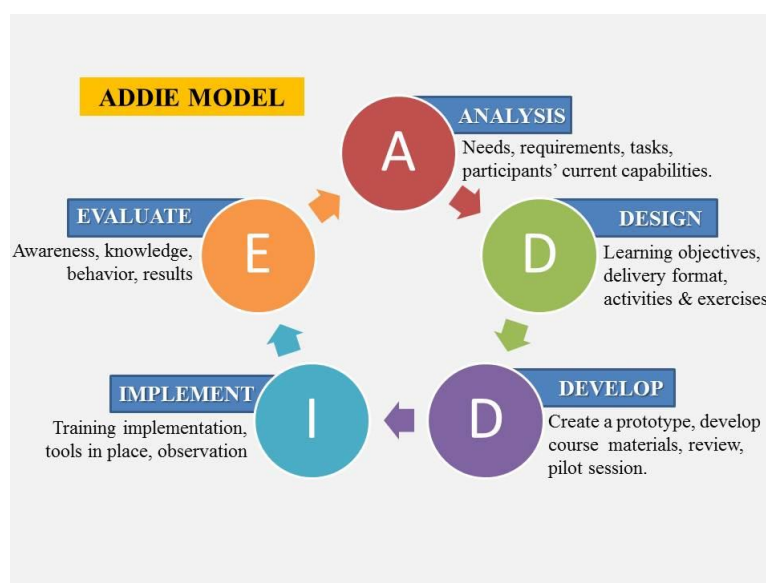 ADDIE MODEL
A
ANALYSIS
Needs, requirements, tasks,
participants' current capabilities.
D
DESIGN
Learning objectives,
delivery format,
activities & exercises
D
DEVELOP
Create a prototype, develop
course materials, review,
pilot session.
I
IMPLEMENT
Training implementation,
tools in place, observation
E
EVALUATE
Awareness, knowledge,
behavior, results